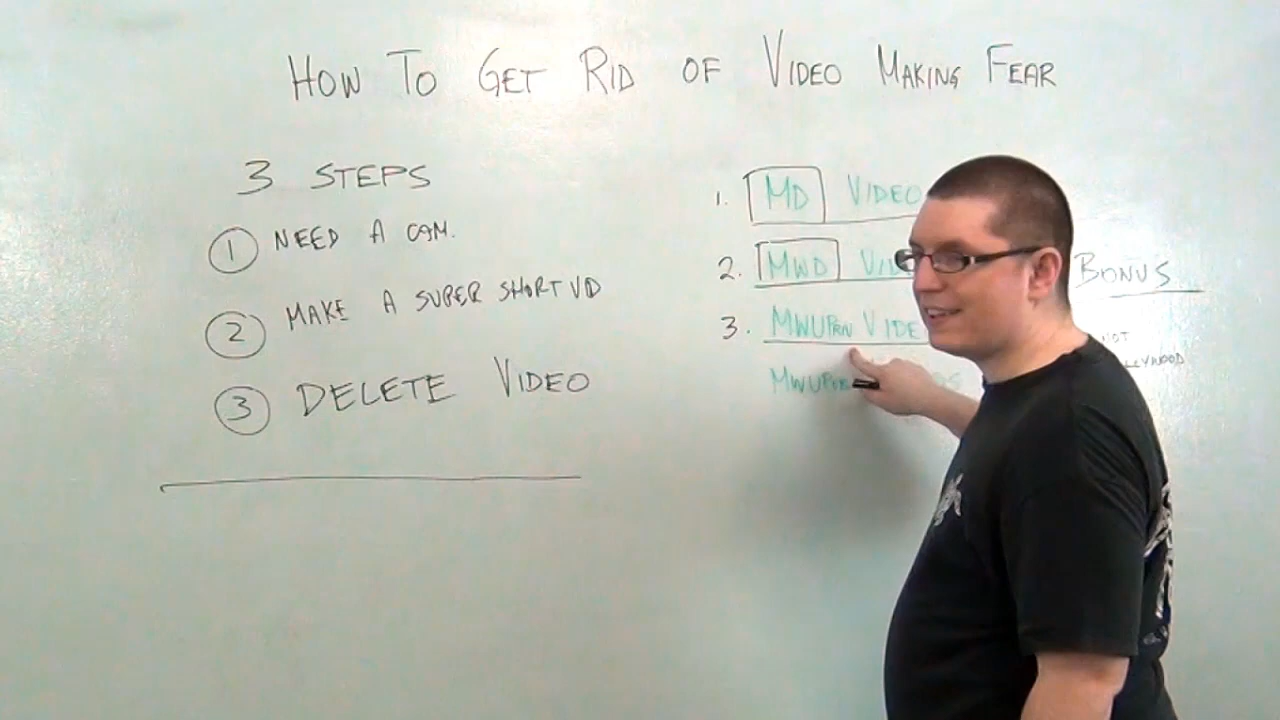 How To Get Rid of Video Making Fear
3 STEPS
1 NEED A CAM.
2 MAKE A SUPER SHORT VD
3 DELETE VIDEO
1. MD VIDEO
2. MWD
3. MWUPRN VIDE
BONUS
NOT